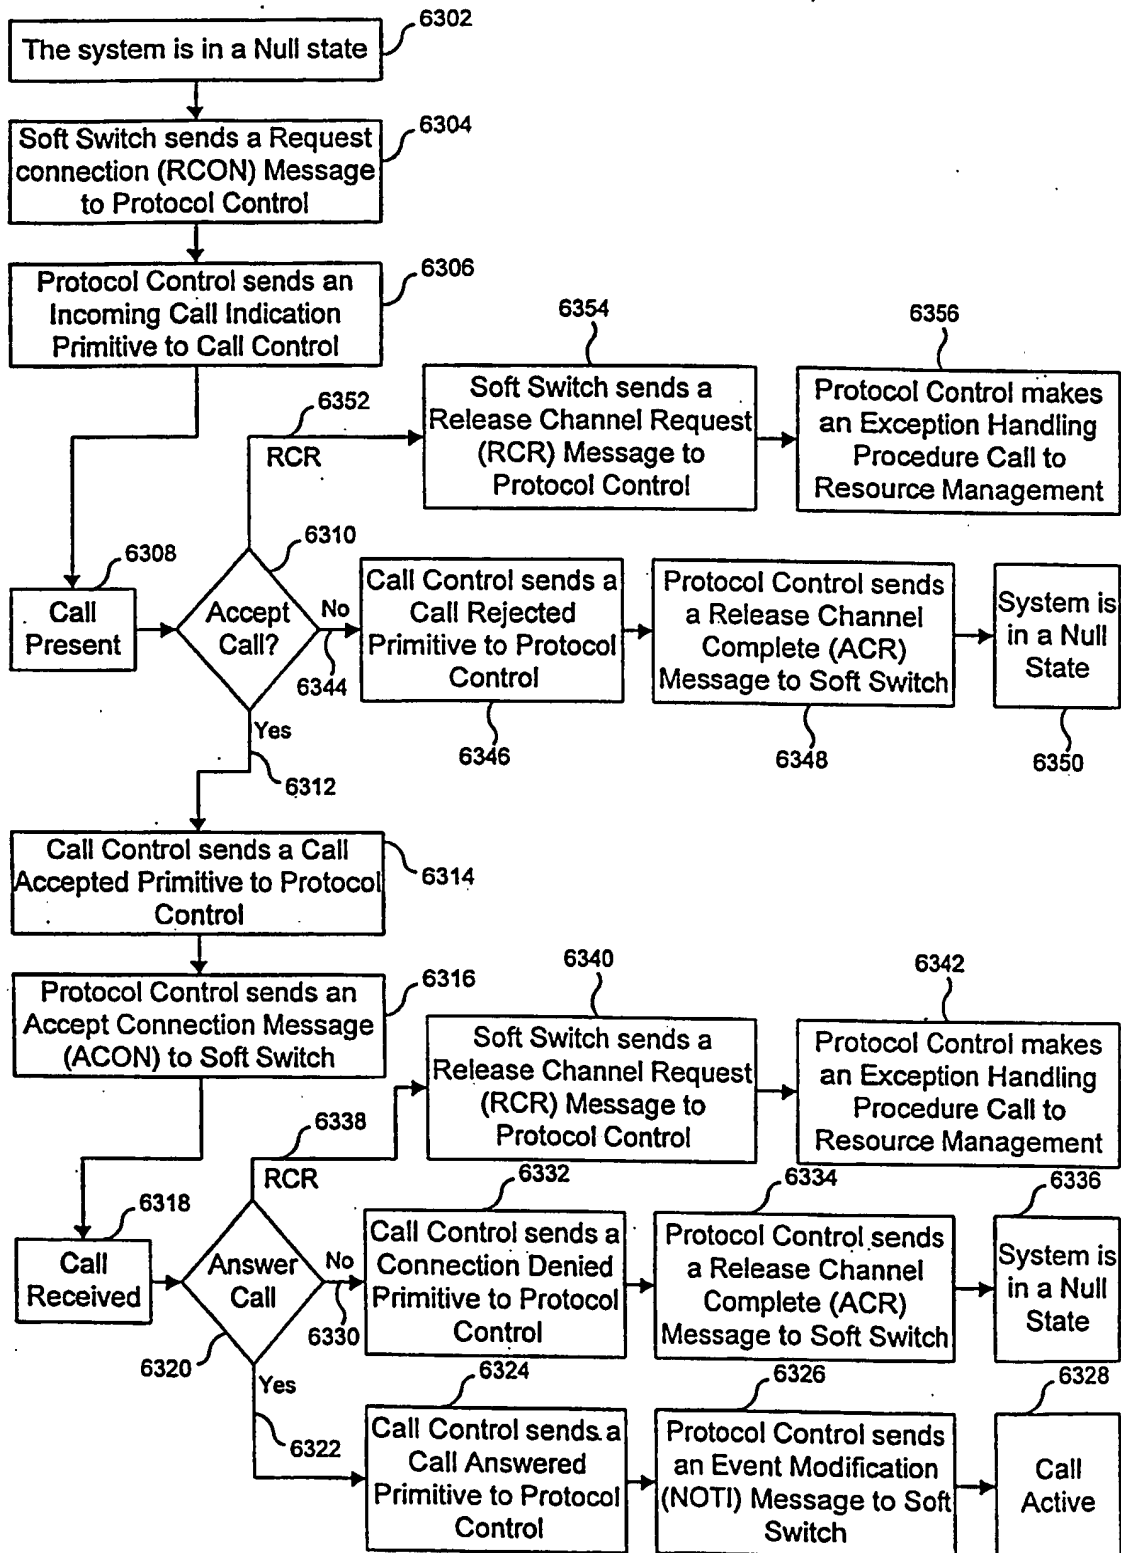 6302
The system is in a Null state
6304
Soft Switch sends a Request
connection (RCON) Message
to Protocol Control
6306
Protocol Control sends an
Incoming Call Indication
Primitive to Call Control
6352
RCR
6354
Soft Switch sends a
Release Channel Request
(RCR) Message to
Protocol Control
6356
Protocol Control makes
an Exception Handling
Procedure Call to
Resource Management
6308
Call
Present
6310
Accept
Call?
No
6344
Call Control sends a
Call Rejected
Primitive to Protocol
Control
6346
Protocol Control sends
a Release Channel
Complete (ACR)
Message to Soft Switch
6348
System is
in a Null
State
6350
Yes
6312
Call Control sends a Call
Accepted Primitive to Protocol
Control
6314
Protocol Control sends an
Accept Connection Message
(ACON) to Soft Switch
6316
6338
RCR
6340
Soft Switch sends a
Release Channel Request
(RCR) Message to
Protocol Control
6342
Protocol Control makes
an Exception Handling
Procedure Call to
Resource Management
6318
Call
Received
Answer
Call
6320
No
6330
6332
Call Control sends a
Connection Denied
Primitive to Protocol
Control
6334
Protocol Control sends
a Release Channel
Complete (ACR)
Message to Soft Switch
6336
System is
in a Null
State
Yes
6322
6324
Call Control sends a
Call Answered
Primitive to Protocol
Control
6326
Protocol Control sends
an Event Modification
(NOTI) Message to Soft
Switch
6328
Call
Active